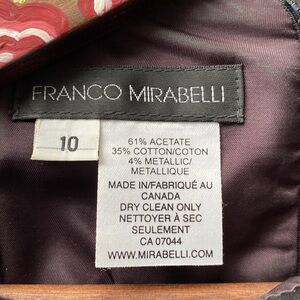 FRANCO MIRABELLI
10
61% ACETATE
35% COTTON/COTON
4% METALLIC/
METALLIQUE
MADE IN/FABRIQUÉ AU
CANADA
DRY CLEAN ONLY
NETTOYER À SEC
SEULEMENT
CA 07044
WWW.MIRABELLI.COM